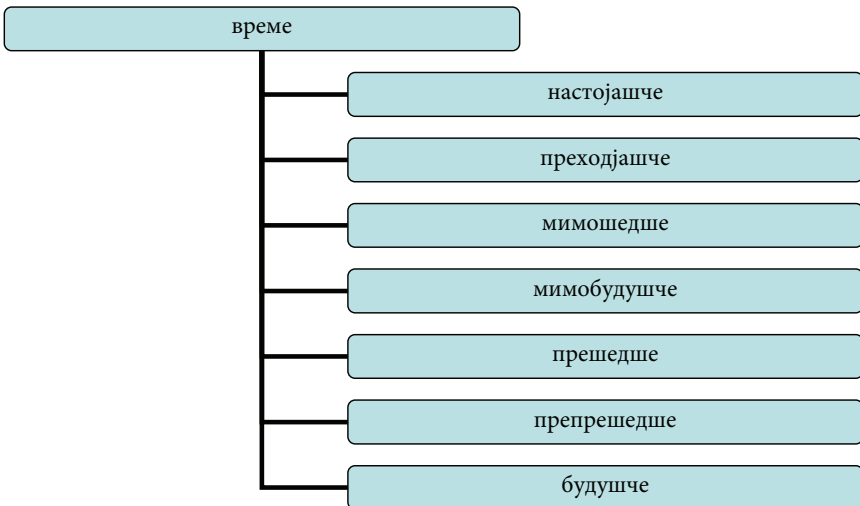 време
настојашче
преходјашче
мимошедше
мимобудушче
прешедше
препрешедше
будушче